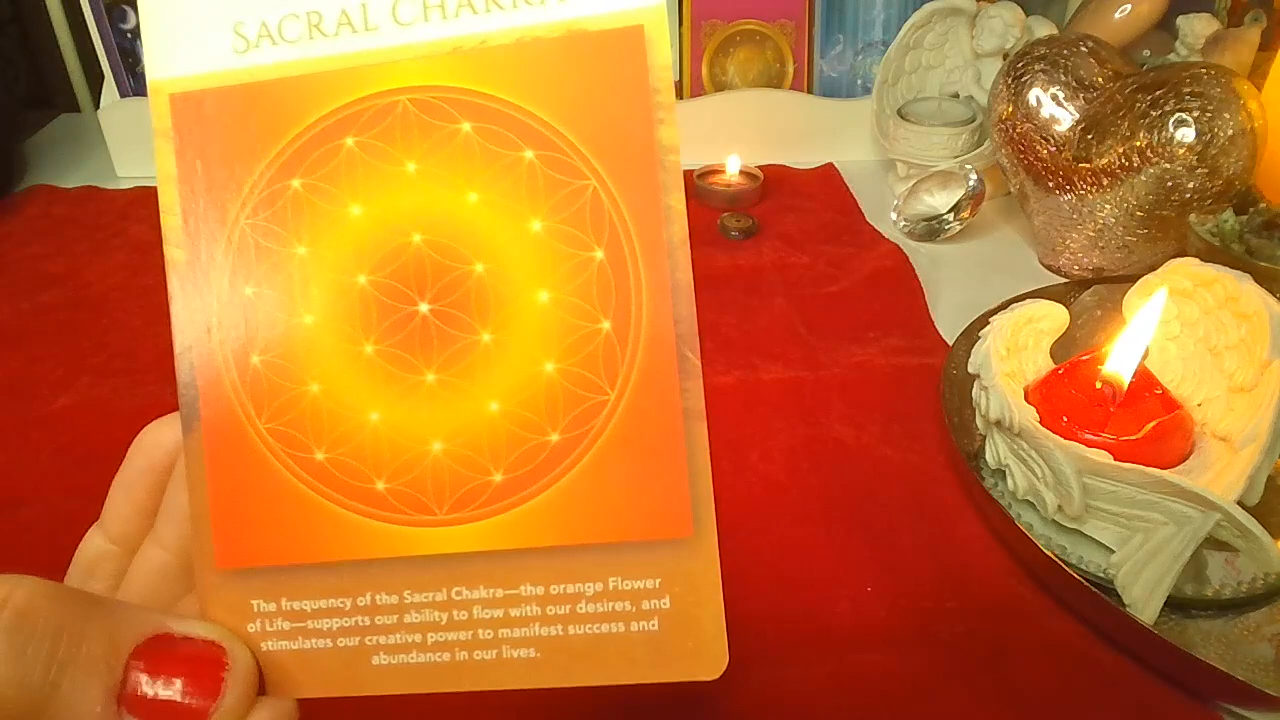 SACRAL CHAKRA
The frequency of the Sacral Chakra—the orange Flower
of Life—supports our ability to flow with our desires, and
stimulates our creative power to manifest success and
abundance in our lives.